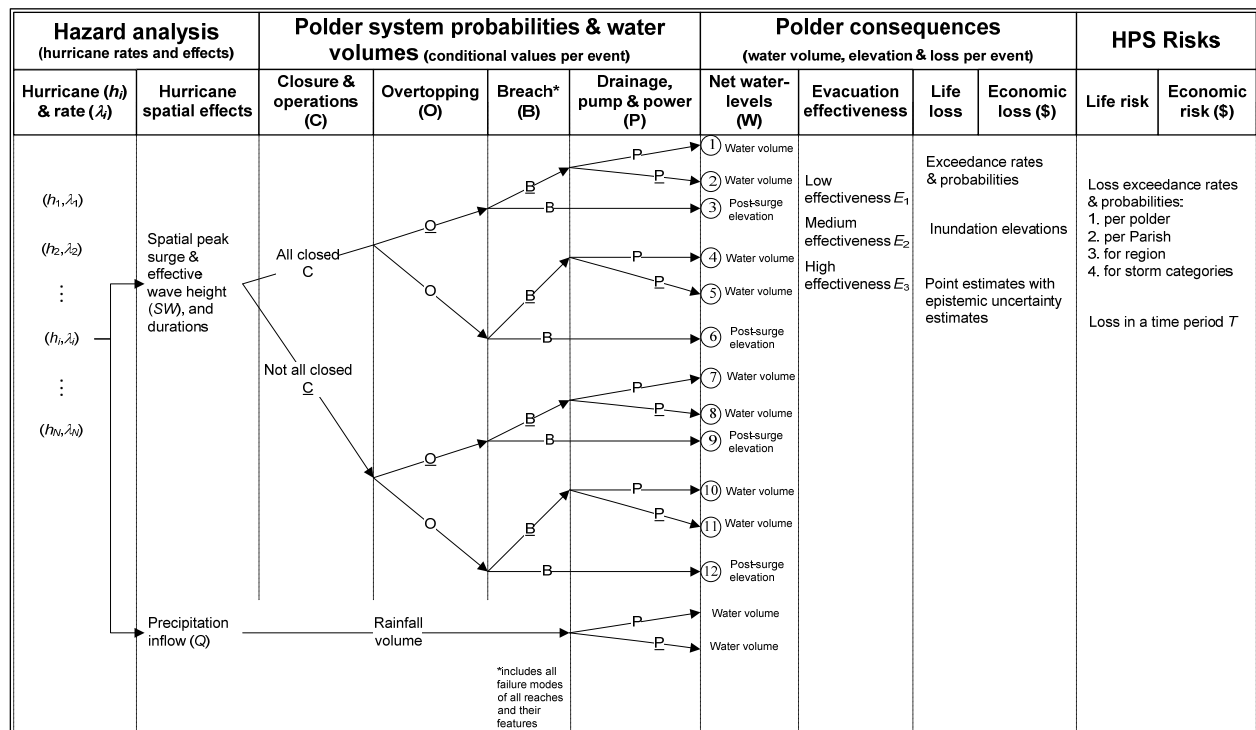 Hazard analysis
(hurricane rates and effects)
Polder system probabilities & water
volumes (conditional values per event)
Polder consequences
(water volume, elevation & loss per event)
HPS Risks
Hurricane (hi)
& rate (λi)
Hurricane
spatial effects
Closure &
operations
(C)
Overtopping
(O)
Breach*
(B)
Drainage,
pump & power
(P)
Net water-
levels
(W)
Evacuation
effectiveness
Life
loss
Economic
loss ($)
Life risk
Economic
risk ($)
(h1,λ1)
(h2,λ2)
⋮
(hi,λi)
⋮
(hN,λN)
Spatial peak
surge &
effective
wave height
(SW), and
durations
Precipitation
inflow (Q)
All closed
C
Not all closed
C̲
O̲
O
O̲
O
Rainfall
volume
B̲
B
B̲
B
B̲
B
B̲
B
*includes all
failure modes
of all reaches
and their
features
P
P̲
P
P̲
P
P̲
P
P̲
P
P̲
1 Water volume
2 Water volume
3 Post-surge
elevation
4 Water volume
5 Water volume
6 Post-surge
elevation
7 Water volume
8 Water volume
9 Post-surge
elevation
10 Water volume
11 Water volume
12 Post-surge
elevation
Water volume
Water volume
Low
effectiveness E1
Medium
effectiveness E2
High
effectiveness E3
Exceedance rates
& probabilities
Inundation elevations
Point estimates with
epistemic uncertainty
estimates
Loss exceedance rates
& probabilities:
1. per polder
2. per Parish
3. for region
4. for storm categories
Loss in a time period T